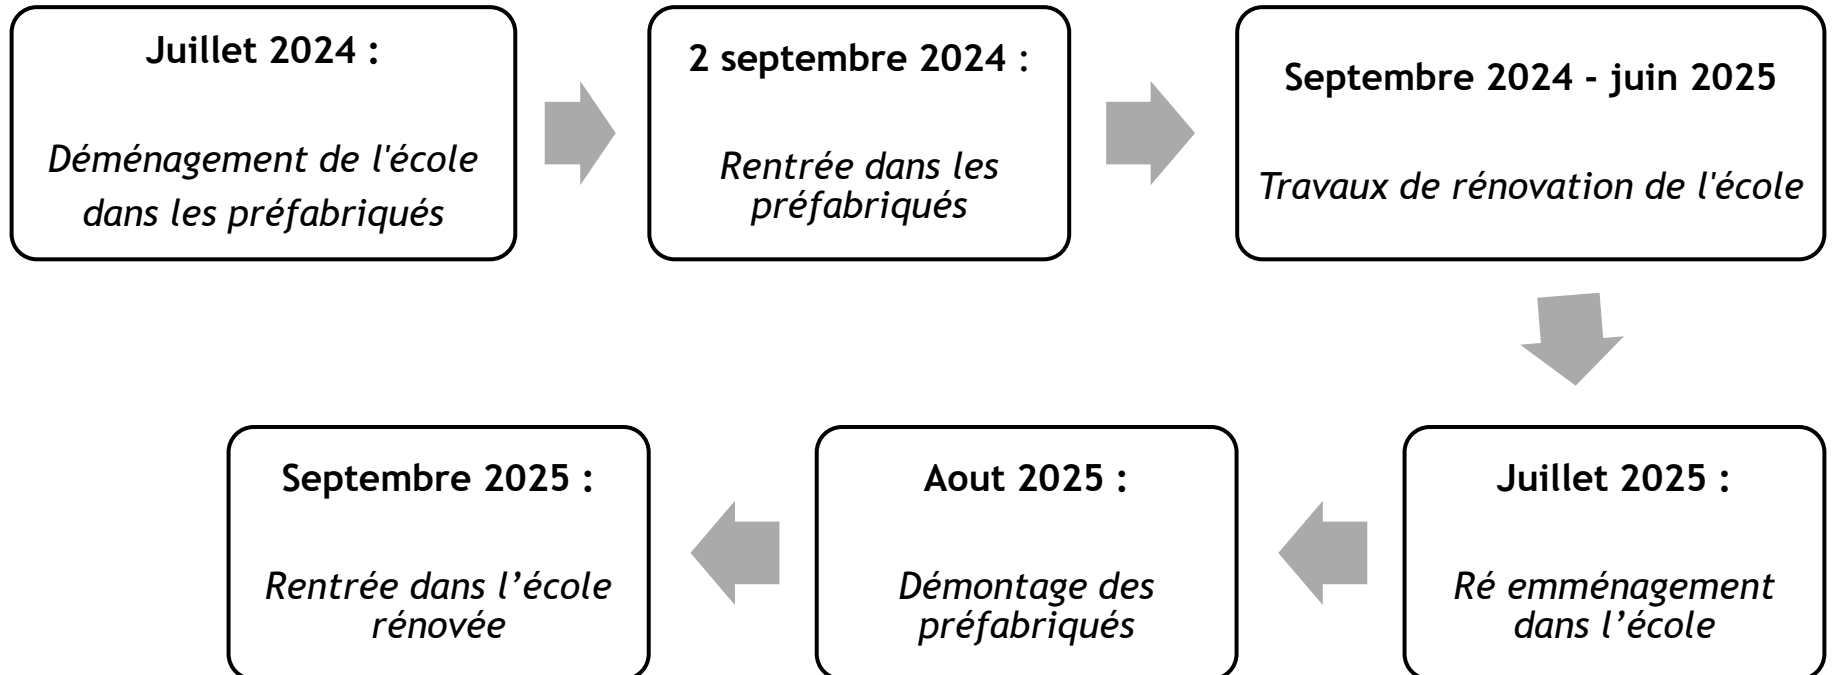 Juillet 2024 :
Déménagement de l'école
dans les préfabriqués
2 septembre 2024 :
Rentrée dans les
préfabriqués
Septembre 2024 - juin 2025
Travaux de rénovation de l'école
Juillet 2025 :
Ré emménagement
dans l’école
Aout 2025 :
Démontage des
préfabriqués
Septembre 2025 :
Rentrée dans l’école
rénovée